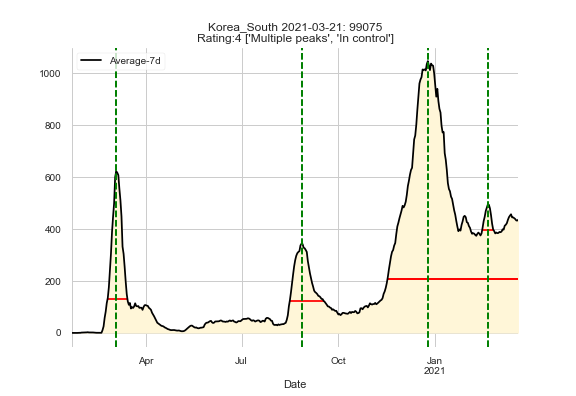 Korea_South 2021-03-21: 99075
Rating:4 ['Multiple peaks', 'In control']
Average-7d
1000
800
600
400
200
0
Apr
Jul
Oct
Jan
2021
Date